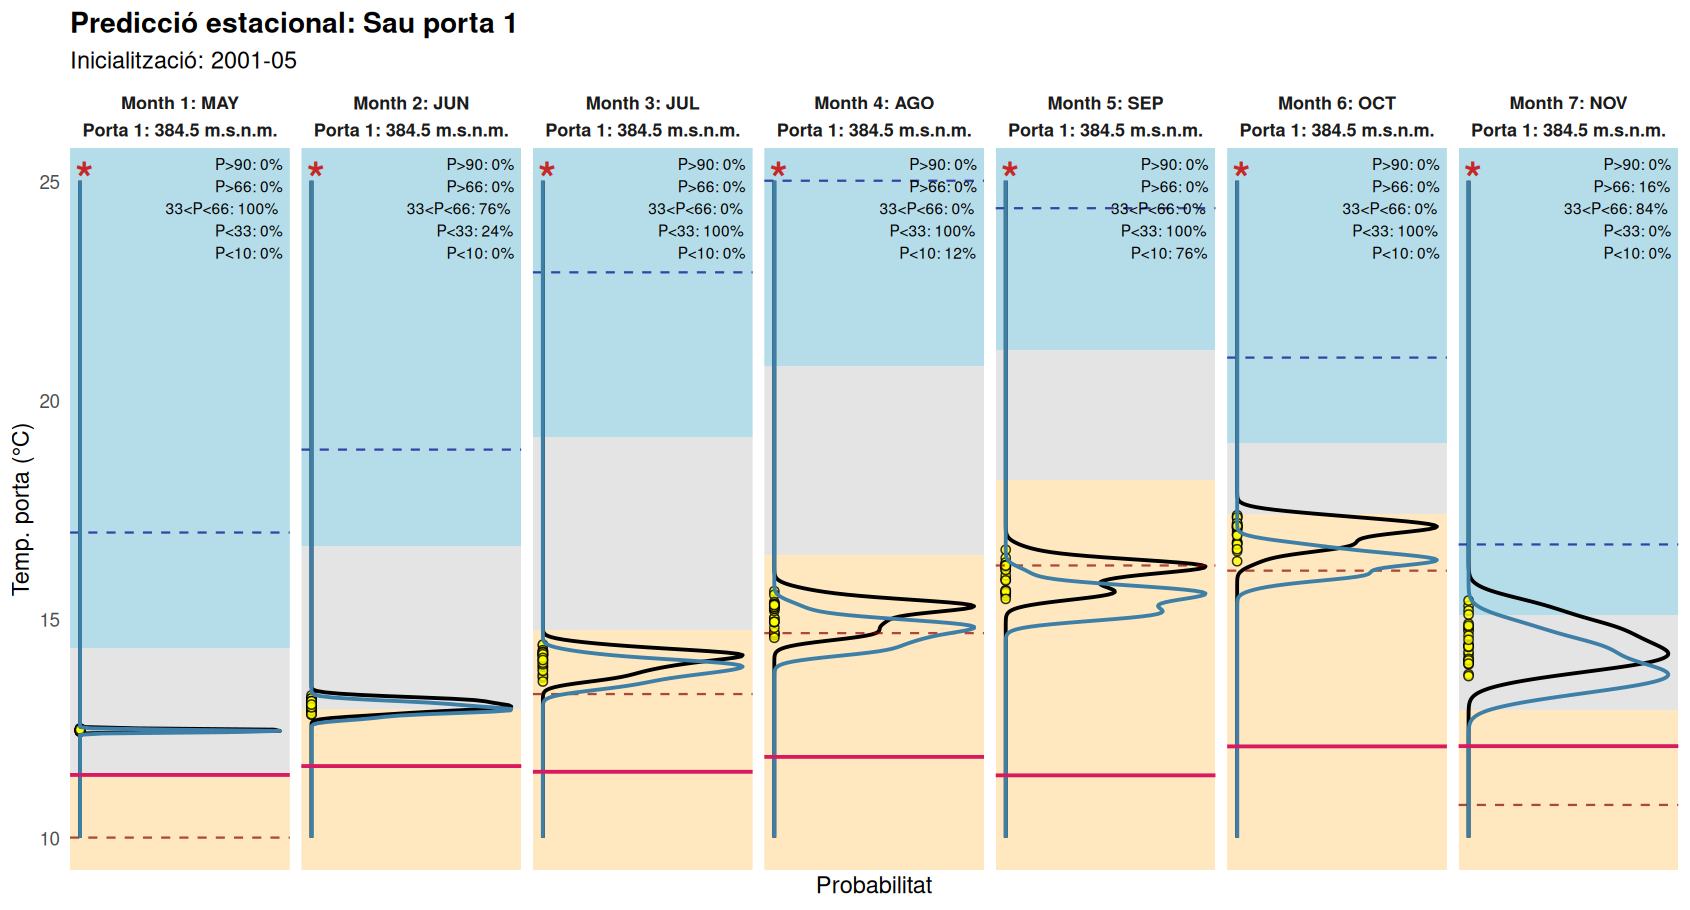 Predicció estacional: Sau porta 1
Inicialització: 2001-05
Month 1: MAY
Porta 1: 384.5 m.s.n.m.
Month 2: JUN
Porta 1: 384.5 m.s.n.m.
Month 3: JUL
Porta 1: 384.5 m.s.n.m.
Month 4: AGO
Porta 1: 384.5 m.s.n.m.
Month 5: SEP
Porta 1: 384.5 m.s.n.m.
Month 6: OCT
Porta 1: 384.5 m.s.n.m.
Month 7: NOV
Porta 1: 384.5 m.s.n.m.
*
P>90: 0%
P>66: 0%
33<P<66: 100%
P<33: 0%
P<10: 0%
*
P>90: 0%
P>66: 0%
33<P<66: 76%
P<33: 24%
P<10: 0%
*
P>90: 0%
P>66: 0%
33<P<66: 0%
P<33: 100%
P<10: 0%
*
P>90: 0%
P>66: 0%
33<P<66: 0%
P<33: 100%
P<10: 12%
*
P>90: 0%
P>66: 0%
33<P<66: 0%
P<33: 100%
P<10: 76%
*
P>90: 0%
P>66: 0%
33<P<66: 0%
P<33: 100%
P<10: 0%
*
P>90: 0%
P>66: 16%
33<P<66: 84%
P<33: 0%
P<10: 0%
25
20
15
10
Temp. porta (°C)
Probabilitat